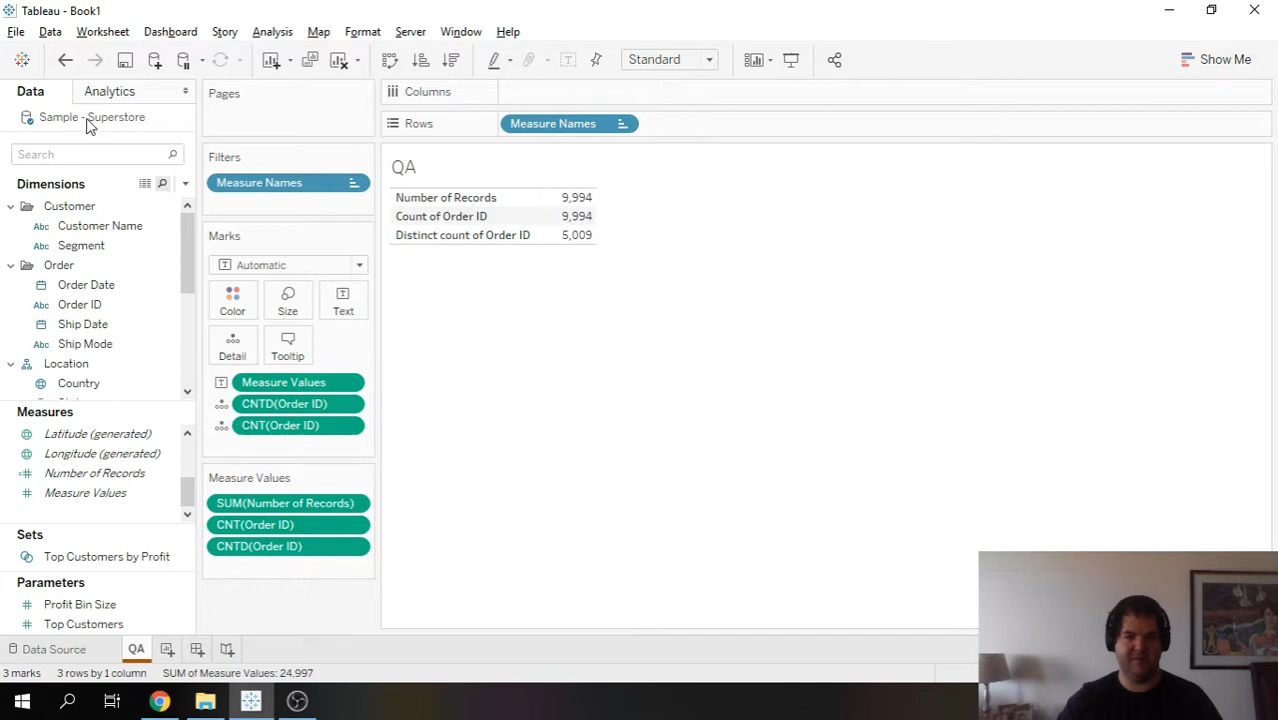 Tableau - Book1
File Data Worksheet Dashboard Story Analysis Map Format Server Window Help
Standard
Show Me
Data Analytics
Sample - Superstore
Search
Dimensions
Customer
Abc Customer Name
Abc Segment
Order
Order Date
Abc Order ID
Ship Date
Abc Ship Mode
Location
Country
Measures
Latitude (generated)
Longitude (generated)
Number of Records
Measure Values
Sets
Top Customers by Profit
Parameters
Profit Bin Size
Top Customers
Pages
Filters
Measure Names
Marks
Automatic
Color Size Text
Detail Tooltip
Measure Values
CNTD(Order ID)
CNT(Order ID)
Measure Values
SUM(Number of Records)
CNT(Order ID)
CNTD(Order ID)
Columns
Rows Measure Names
QA
Number of Records 9,994
Count of Order ID 9,994
Distinct count of Order ID 5,009
Data Source QA
3 marks 3 rows by 1 column SUM of Measure Values: 24,997